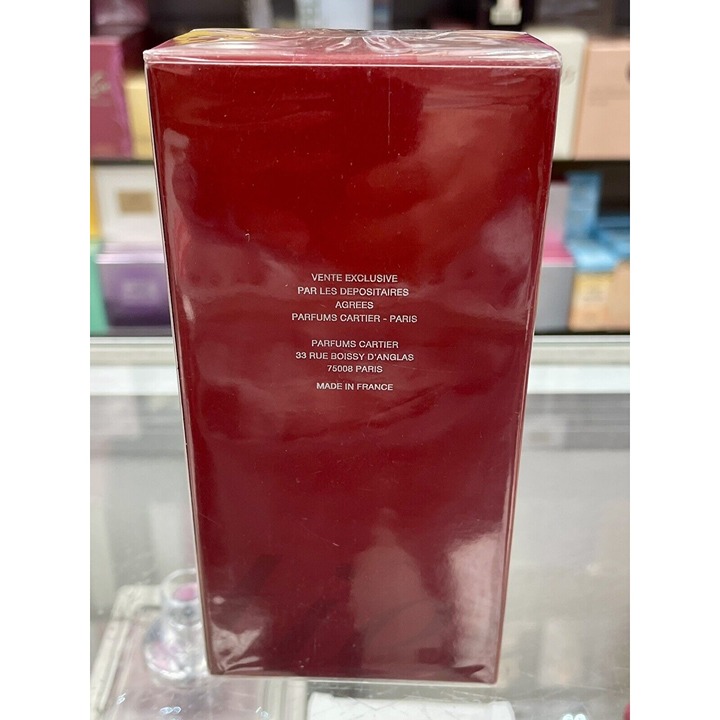 VENTE EXCLUSIVE
PAR LES DEPOSITAIRES
AGREES
PARFUMS CARTIER - PARIS
PARFUMS CARTIER
33 RUE BOISSY D'ANGLAS
75008 PARIS
MADE IN FRANCE